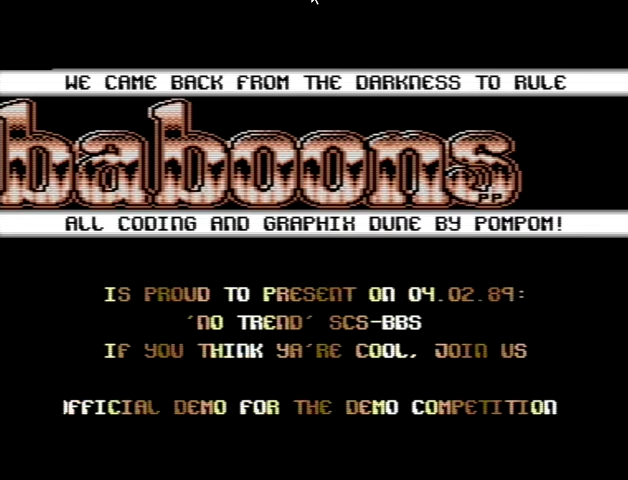 WE CAME BACK FROM THE DARKNESS TO RULE
baboons
PP
ALL CODING AND GRAPHIX DUNE BY POMPOM!
IS PROUD TO PRESENT ON 04.02.89:
'NO TREND' SCS-BBS
IF YOU THINK YA'RE COOL, JOIN US
OFFICIAL DEMO FOR THE DEMO COMPETITION